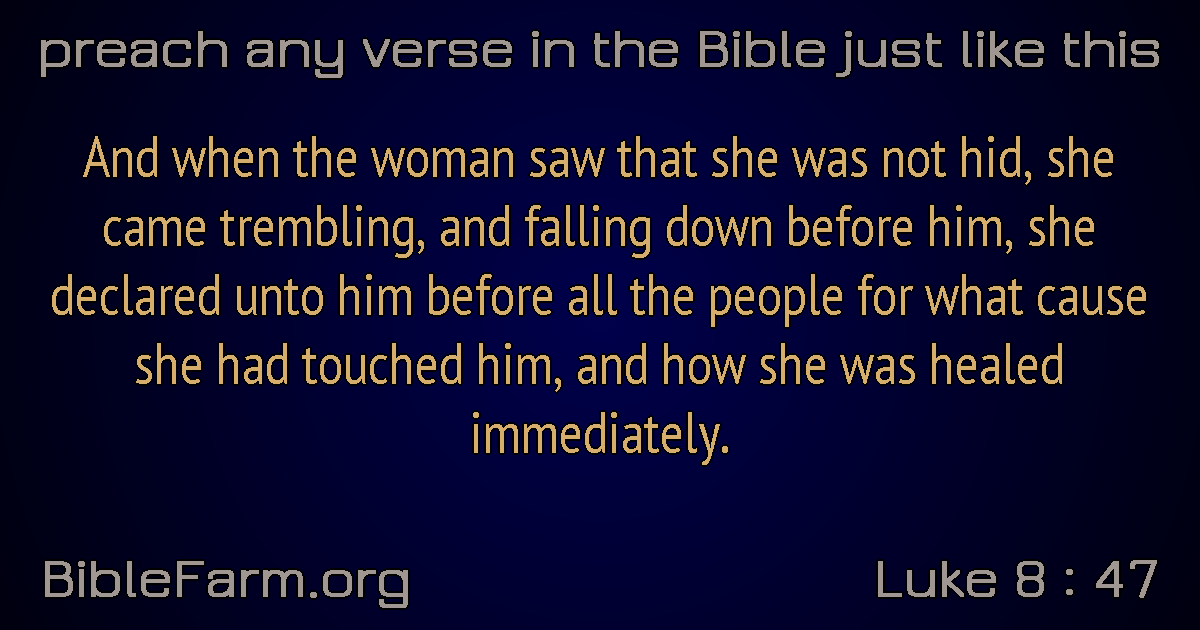 preach any verse in the Bible just like this
And when the woman saw that she was not hid, she
came trembling, and falling down before him, she
declared unto him before all the people for what cause
she had touched him, and how she was healed
immediately.
BibleFarm.org
Luke 8 : 47